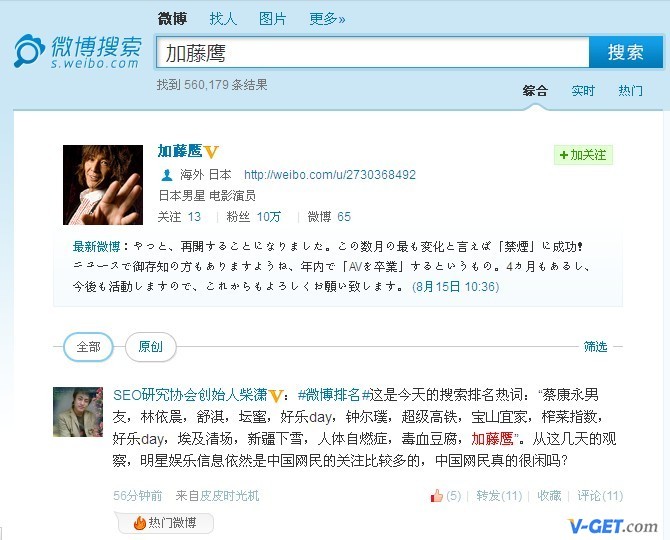 微博 找人 图片 更多»
微博搜索
s.weibo.com
加藤鹰 搜索
找到 560,179 条结果
综合 实时 热门
加藤鹰
+加关注
海外 日本 http://weibo.com/u/2730368492
日本男星 电影演员
关注 13 粉丝 10万 微博 65
最新微博：やっと、再開することになりました。この数月の最も変化と言えば「禁煙」に成功!
ニュースで御存知の方もありますようね、年内で「AVを卒業」するというもの。4カ月もあるし、
今後も活動しますので、これからもよろしくお願い致します。 (8月15日 10:36)
全部 原创 筛选
SEO研究协会创始人柴潇：#微博排名#这是今天的搜索排名热词：“蔡康永男
友，林依晨，舒淇，坛蜜，好乐day，钟尔璞，超级高铁，宝山宜家，榨菜指数，
好乐day，埃及清场，新疆下雪，人体自燃症，毒血豆腐，加藤鹰”。从这几天的观
察，明星娱乐信息依然是中国网民的关注比较多的，中国网民真的很闲吗？
56分钟前 来自皮皮时光机 (5) 转发(11) 收藏 评论(11)
热门微博
V-GET.com